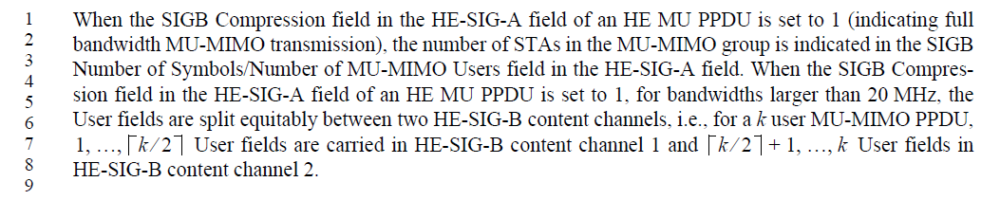 1 When the SIGB Compression field in the HE-SIG-A field of an HE MU PPDU is set to 1 (indicating full
2 bandwidth MU-MIMO transmission), the number of STAs in the MU-MIMO group is indicated in the SIGB
3 Number of Symbols/Number of MU-MIMO Users field in the HE-SIG-A field. When the SIGB Compres-
4 sion field in the HE-SIG-A field of an HE MU PPDU is set to 1, for bandwidths larger than 20 MHz, the
5
6 User fields are split equitably between two HE-SIG-B content channels, i.e., for a k user MU-MIMO PPDU,
7 1, ..., ⌈k/2⌉ User fields are carried in HE-SIG-B content channel 1 and ⌈k/2⌉ + 1, ..., k User fields in
8 HE-SIG-B content channel 2.
9